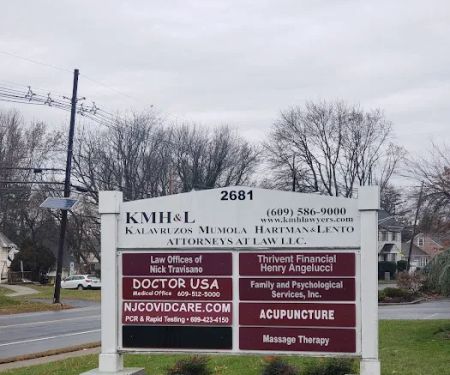 2681
KMH&L
(609) 586-9000
www.kmhlawyers.com
KALAVRUZOS MUMOLA HARTMAN & LENTO
ATTORNEYS AT LAW LLC.
Law Offices of
Nick Travisano
DOCTOR USA
Medical Office 609-512-5000
NJCOVIDCARE.COM
PCR & Rapid Testing • 609-423-4150
Thrivent Financial
Henry Angelucci
Family and Psychological
Services, Inc.
ACUPUNCTURE
Massage Therapy